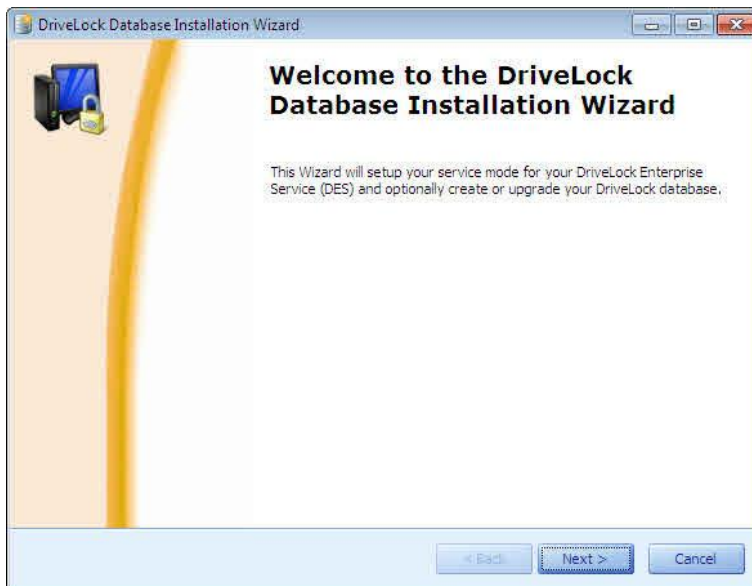 DriveLock Database Installation Wizard
Welcome to the DriveLock
Database Installation Wizard
This Wizard will setup your service mode for your DriveLock Enterprise
Service (DES) and optionally create or upgrade your DriveLock database.
< Back Next > Cancel